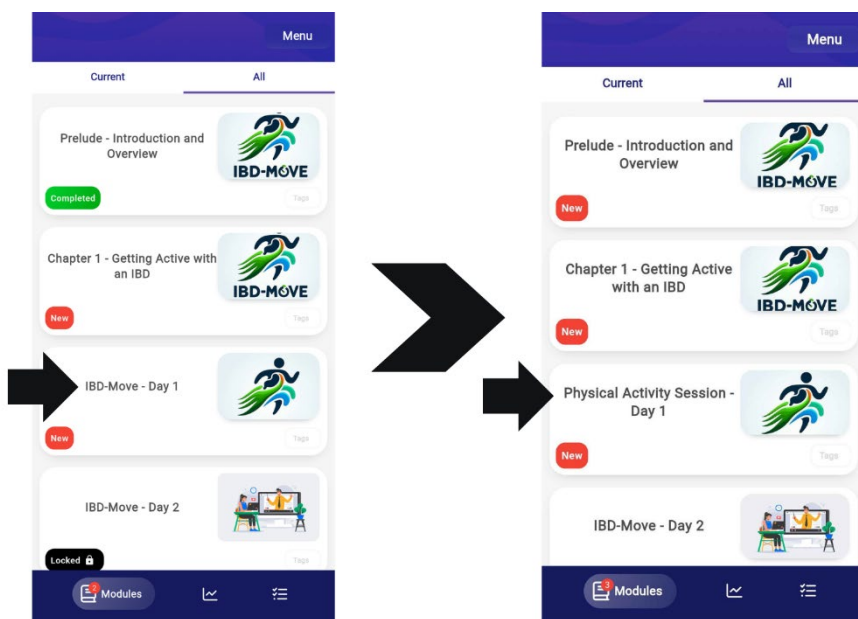 Menu
Current
All
Prelude - Introduction and
Overview
IBD-MOVE
Completed
Tags
Chapter 1 - Getting Active with
an IBD
IBD-MOVE
New
Tags
IBD-Move - Day 1
New
Tags
IBD-Move - Day 2
Locked
Tags
2
Modules
Menu
Current
All
Prelude - Introduction and
Overview
IBD-MOVE
New
Tags
Chapter 1 - Getting Active
with an IBD
IBD-MOVE
New
Tags
Physical Activity Session -
Day 1
New
Tags
IBD-Move - Day 2
3
Modules